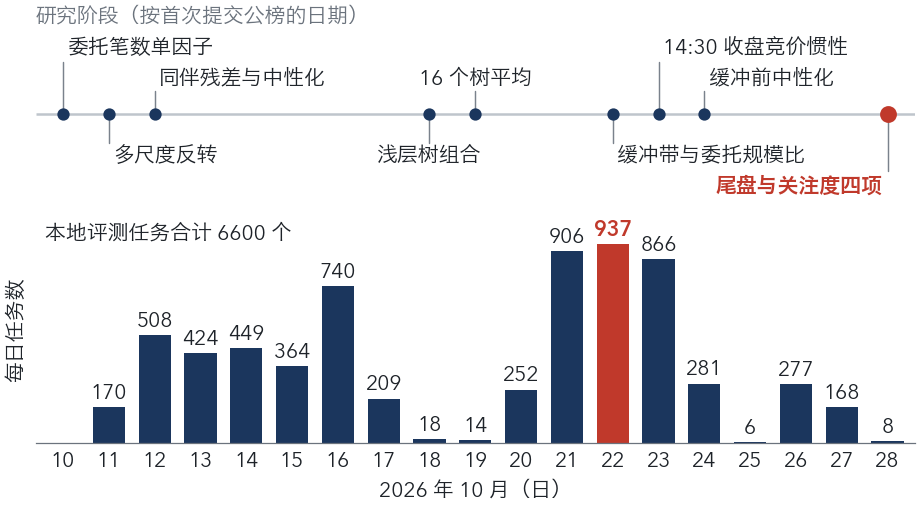 研究阶段（按首次提交公榜的日期）
委托笔数单因子
14:30 收盘竞价惯性
同伴残差与中性化
16 个树平均
缓冲前中性化
多尺度反转
浅层树组合
缓冲带与委托规模比
尾盘与关注度四项
本地评测任务合计 6600 个
每日任务数
170
508
424
449
364
740
209
18
14
252
906
937
866
281
6
277
168
8
10 11 12 13 14 15 16 17 18 19 20 21 22 23 24 25 26 27 28
2026 年 10 月（日）